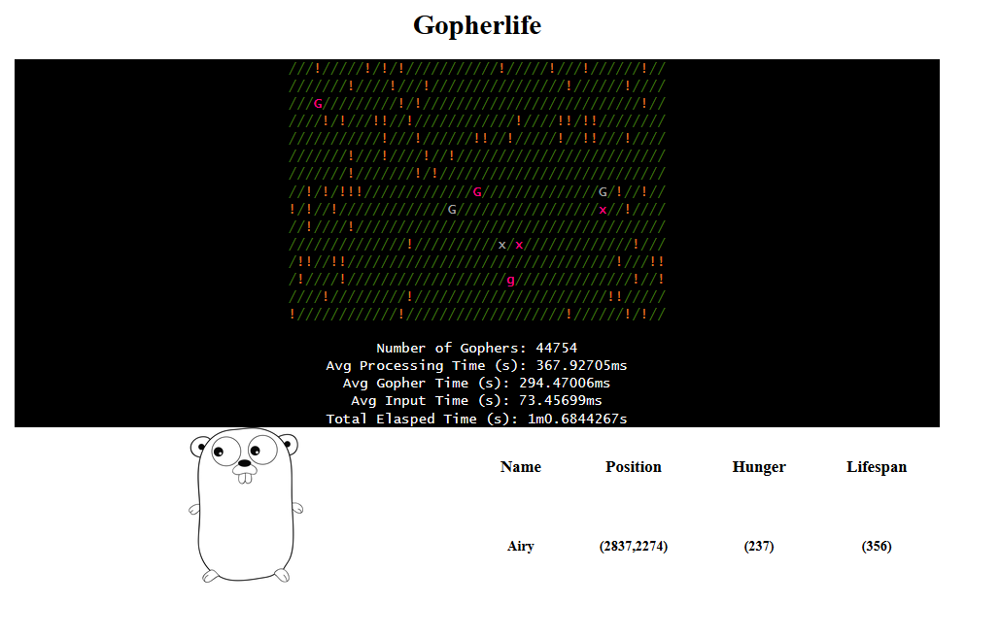 Gopherlife
///!/////!/!/!///////////!/////!///!//////!//
///////!////!///!////////////////!//////!////
///G/////////!/!//////////////////////////!//
////!/!///!!//!////////////!////!!/!!////////
///////////!///!//////!!//!/////!//!!///!////
///////!///!////!//!/////////////////////////
///////!///////!/!///////////////////////////
//!/!/!!!/////////////G//////////////G/!//!//
!/!//!/////////////G/////////////////x//!////
//!////!/////////////////////////////////////
//////////////!//////////x/x/////////////!///
/!!//!!////////////////////////////////!///!!
/!////!///////////////////g//////////////!//!
////!/////////!///////////////////////!!/////
!////////////!///////////////////!//////!/!//
Number of Gophers: 44754
Avg Processing Time (s): 367.92705ms
Avg Gopher Time (s): 294.47006ms
Avg Input Time (s): 73.45699ms
Total Elasped Time (s): 1m0.6844267s
Name Position Hunger Lifespan
Airy (2837,2274) (237) (356)